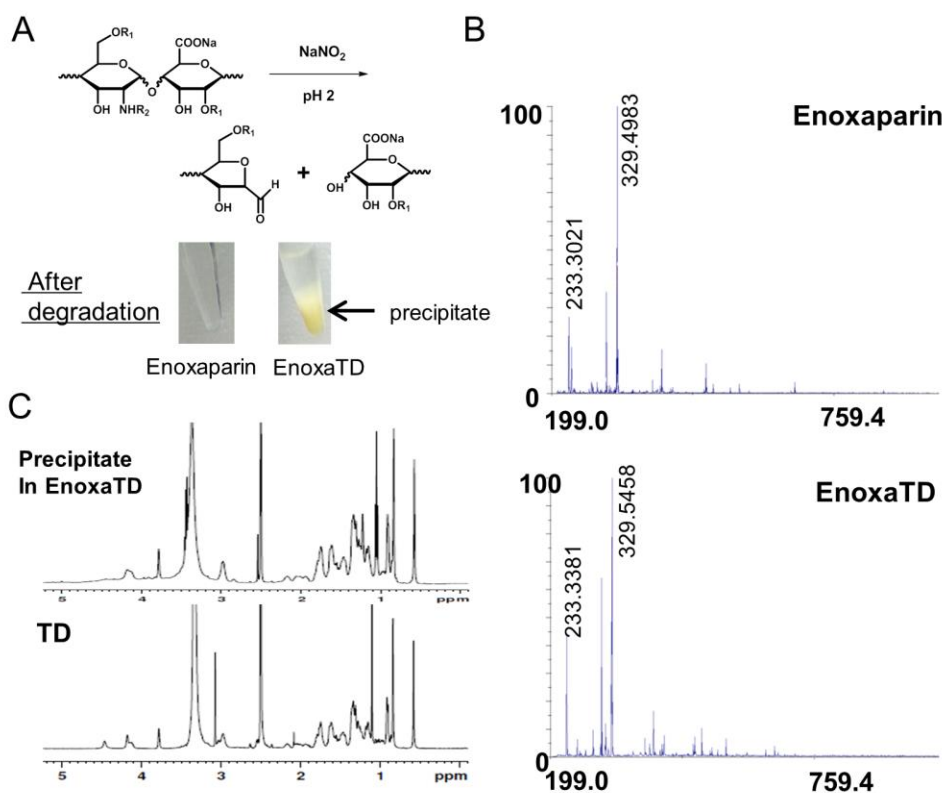 A
OR₁
COONa
O
O
O
OH
NHR₂
OH
OR₁
NaNO₂
pH 2
OR₁
O
H
OH
O
+
COONa
O
OH
OH
OR₁
After
degradation
precipitate
Enoxaparin
EnoxaTD
B
Enoxaparin
100
329.4983
233.3021
0
199.0
759.4
EnoxaTD
100
329.5458
233.3381
0
199.0
759.4
C
Precipitate
In EnoxaTD
5 4 3 2 1 ppm
TD
5 4 3 2 1 ppm